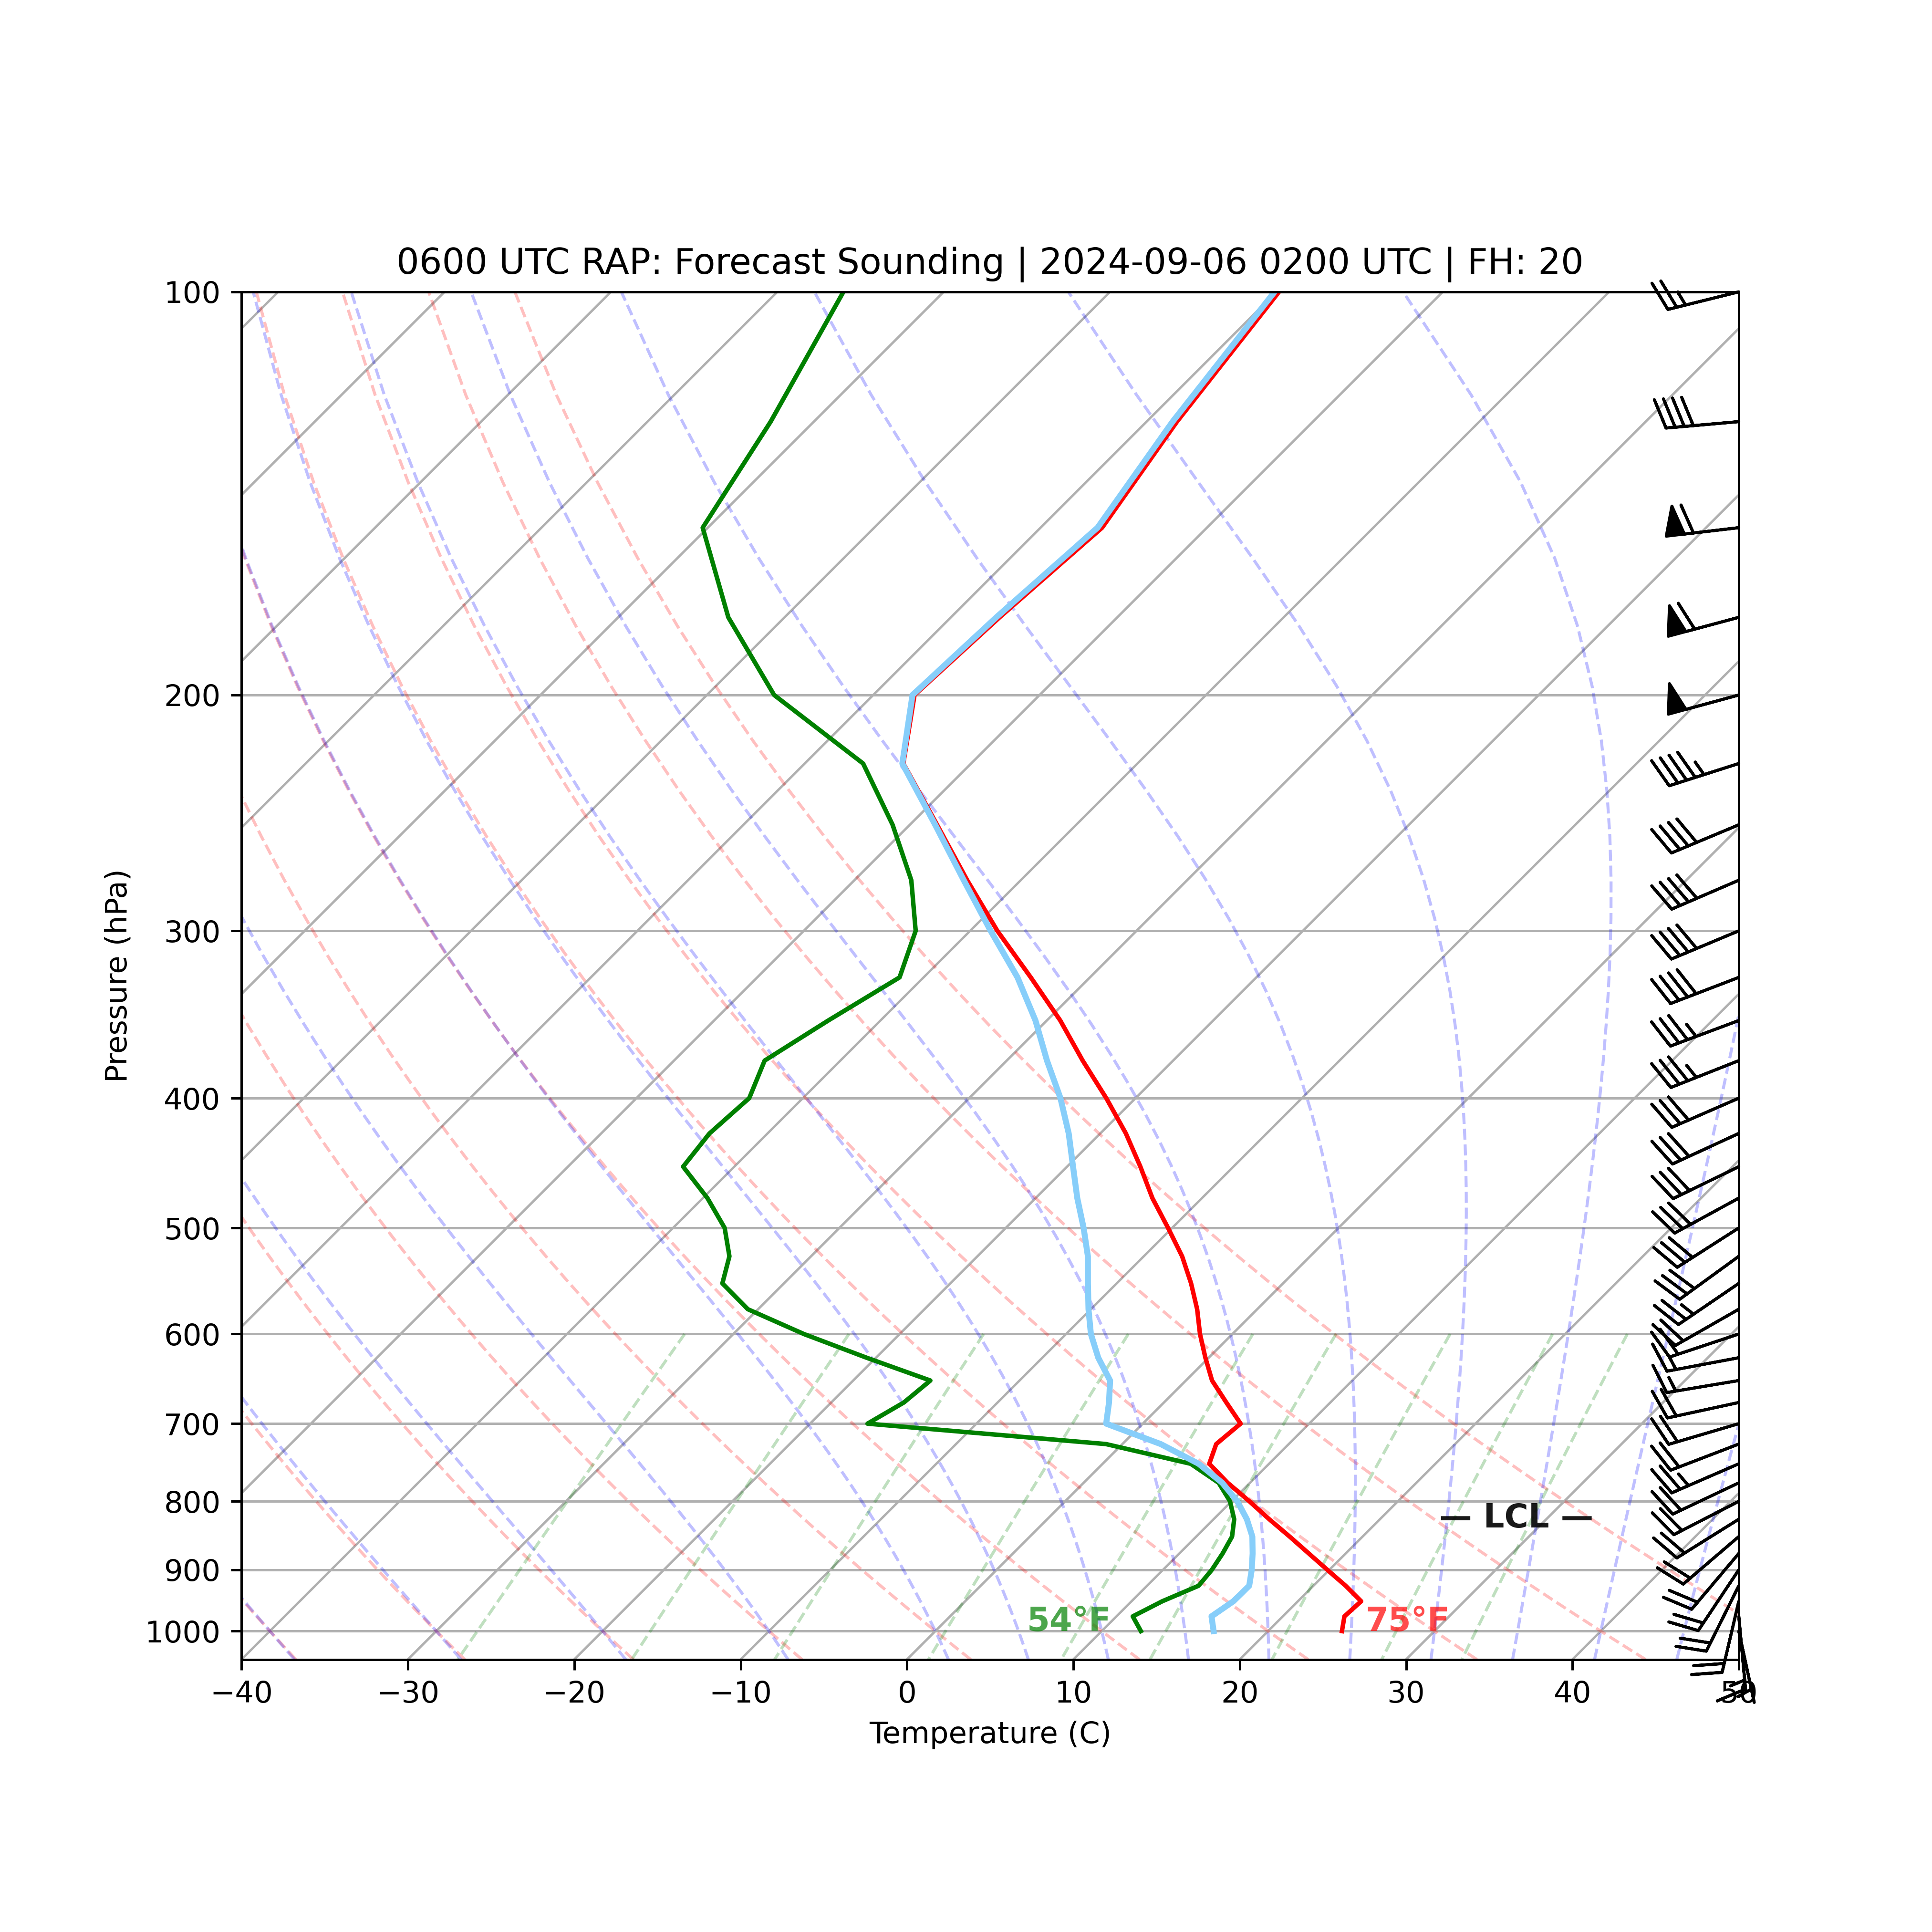 0600 UTC RAP: Forecast Sounding | 2024-09-06 0200 UTC | FH: 20
100
200
300
400
500
600
700
800
900
1000
Pressure (hPa)
— LCL —
54°F
75°F
−40 −30 −20 −10 0 10 20 30 40 50
Temperature (C)